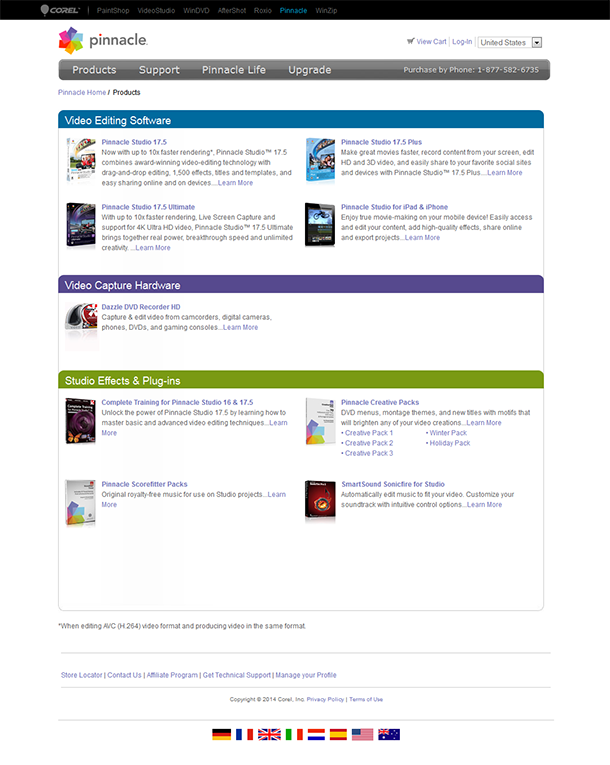 COREL | PaintShop VideoStudio WinDVD AfterShot Roxio Pinnacle WinZip
pinnacle.
View Cart | Log-In | United States
Products Support Pinnacle Life Upgrade Purchase by Phone: 1-877-582-6735
Pinnacle Home / Products
Video Editing Software
Pinnacle Studio 17.5
Now with up to 10x faster rendering*, Pinnacle Studio™ 17.5
combines award-winning video-editing technology with
drag-and-drop editing, 1,500 effects, titles and templates, and
easy sharing online and on devices....Learn More
Pinnacle Studio 17.5 Plus
Make great movies faster, record content from your screen, edit
HD and 3D video, and easily share to your favorite social sites
and devices with Pinnacle Studio™ 17.5 Plus....Learn More
Pinnacle Studio 17.5 Ultimate
With up to 10x faster rendering, Live Screen Capture and
support for 4K Ultra HD video, Pinnacle Studio™ 17.5 Ultimate
brings together real power, breakthrough speed and unlimited
creativity. ...Learn More
Pinnacle Studio for iPad & iPhone
Enjoy true movie-making on your mobile device! Easily access
and edit your content, add high-quality effects, share online
and export projects...Learn More
Video Capture Hardware
Dazzle DVD Recorder HD
Capture & edit video from camcorders, digital cameras,
phones, DVDs, and gaming consoles...Learn More
Studio Effects & Plug-ins
Complete Training for Pinnacle Studio 16 & 17.5
Unlock the power of Pinnacle Studio 17.5 by learning how to
master basic and advanced video editing techniques...Learn
More
Pinnacle Creative Packs
DVD menus, montage themes, and new titles with motifs that
will brighten any of your video creations...Learn More
• Creative Pack 1 • Winter Pack
• Creative Pack 2 • Holiday Pack
• Creative Pack 3
Pinnacle Scorefitter Packs
Original royalty-free music for use on Studio projects...Learn
More
SmartSound Sonicfire for Studio
Automatically edit music to fit your video. Customize your
soundtrack with intuitive control options...Learn More
*When editing AVC (H.264) video format and producing video in the same format.
Store Locator | Contact Us | Affiliate Program | Get Technical Support | Manage your Profile
Copyright © 2014 Corel, Inc. Privacy Policy | Terms of Use